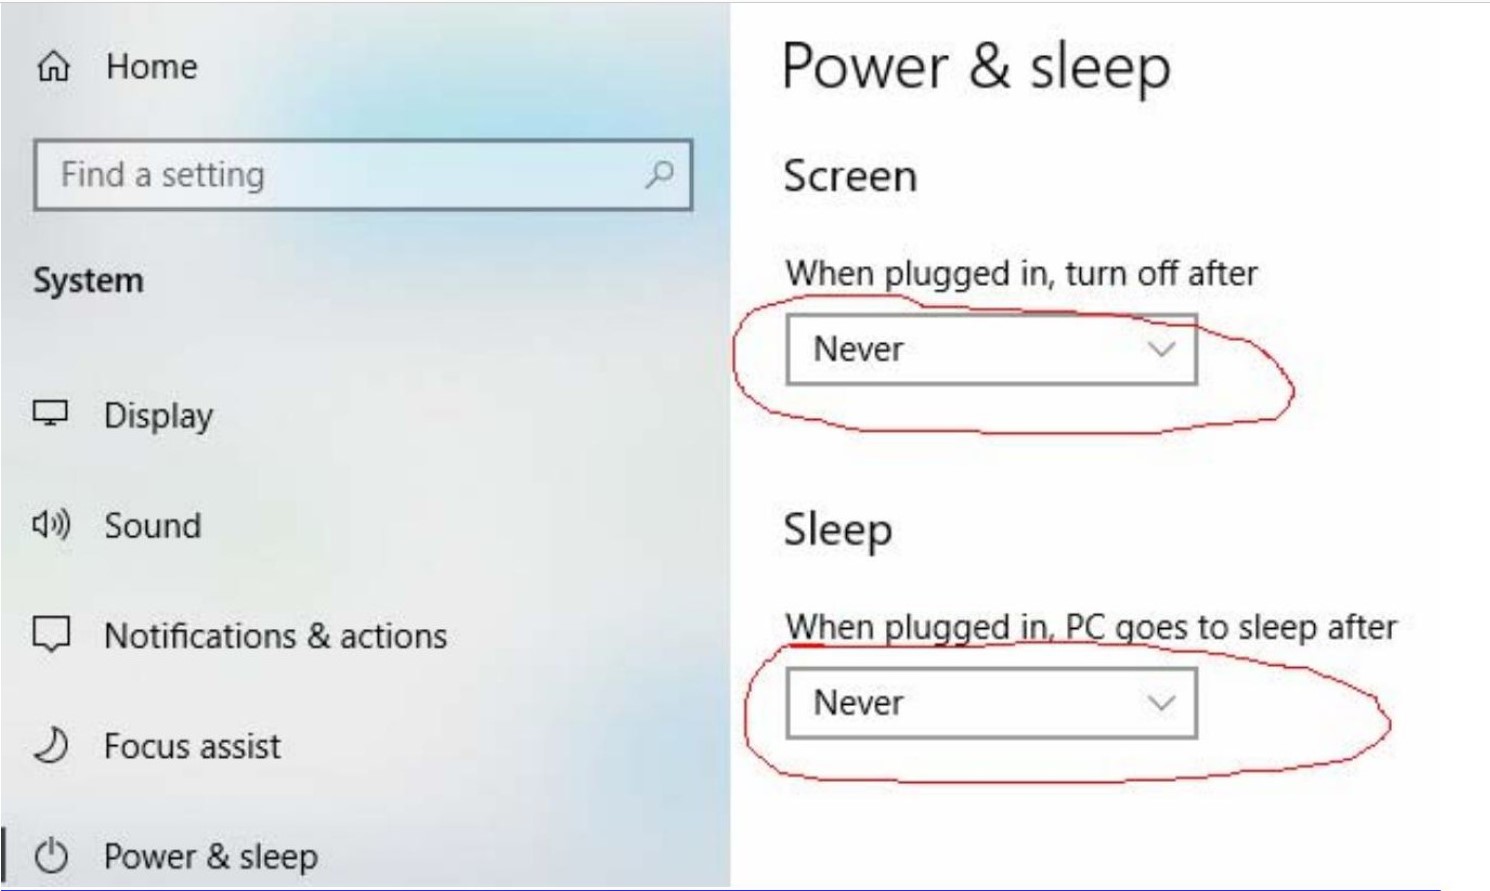 Home
Find a setting
System
Display
Sound
Notifications & actions
Focus assist
Power & sleep
Power & sleep
Screen
When plugged in, turn off after
Never
Sleep
When plugged in, PC goes to sleep after
Never